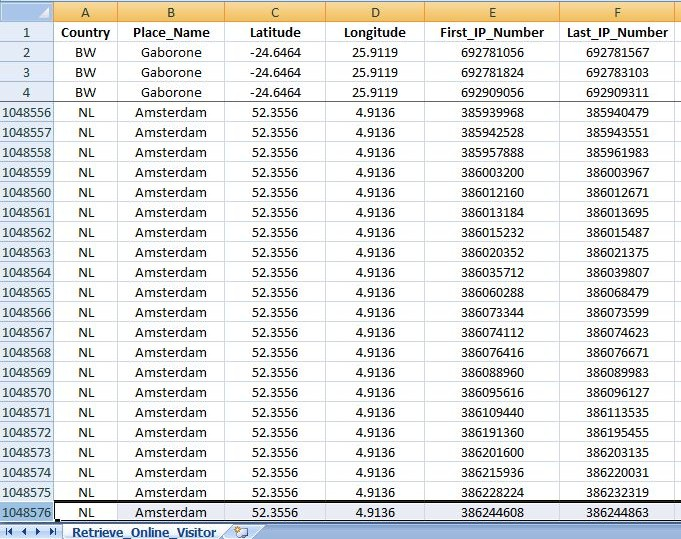 A B C D E F
1 Country Place_Name Latitude Longitude First_IP_Number Last_IP_Number
2 BW Gaborone -24.6464 25.9119 692781056 692781567
3 BW Gaborone -24.6464 25.9119 692781824 692783103
4 BW Gaborone -24.6464 25.9119 692909056 692909311
1048556 NL Amsterdam 52.3556 4.9136 385939968 385940479
1048557 NL Amsterdam 52.3556 4.9136 385942528 385943551
1048558 NL Amsterdam 52.3556 4.9136 385957888 385961983
1048559 NL Amsterdam 52.3556 4.9136 386003200 386003967
1048560 NL Amsterdam 52.3556 4.9136 386012160 386012671
1048561 NL Amsterdam 52.3556 4.9136 386013184 386013695
1048562 NL Amsterdam 52.3556 4.9136 386015232 386015487
1048563 NL Amsterdam 52.3556 4.9136 386020352 386021375
1048564 NL Amsterdam 52.3556 4.9136 386035712 386039807
1048565 NL Amsterdam 52.3556 4.9136 386060288 386068479
1048566 NL Amsterdam 52.3556 4.9136 386073344 386073599
1048567 NL Amsterdam 52.3556 4.9136 386074112 386074623
1048568 NL Amsterdam 52.3556 4.9136 386076416 386076671
1048569 NL Amsterdam 52.3556 4.9136 386088960 386089983
1048570 NL Amsterdam 52.3556 4.9136 386095616 386096127
1048571 NL Amsterdam 52.3556 4.9136 386109440 386113535
1048572 NL Amsterdam 52.3556 4.9136 386191360 386195455
1048573 NL Amsterdam 52.3556 4.9136 386201600 386203135
1048574 NL Amsterdam 52.3556 4.9136 386215936 386220031
1048575 NL Amsterdam 52.3556 4.9136 386228224 386232319
1048576 NL Amsterdam 52.3556 4.9136 386244608 386244863
Retrieve_Online_Visitor